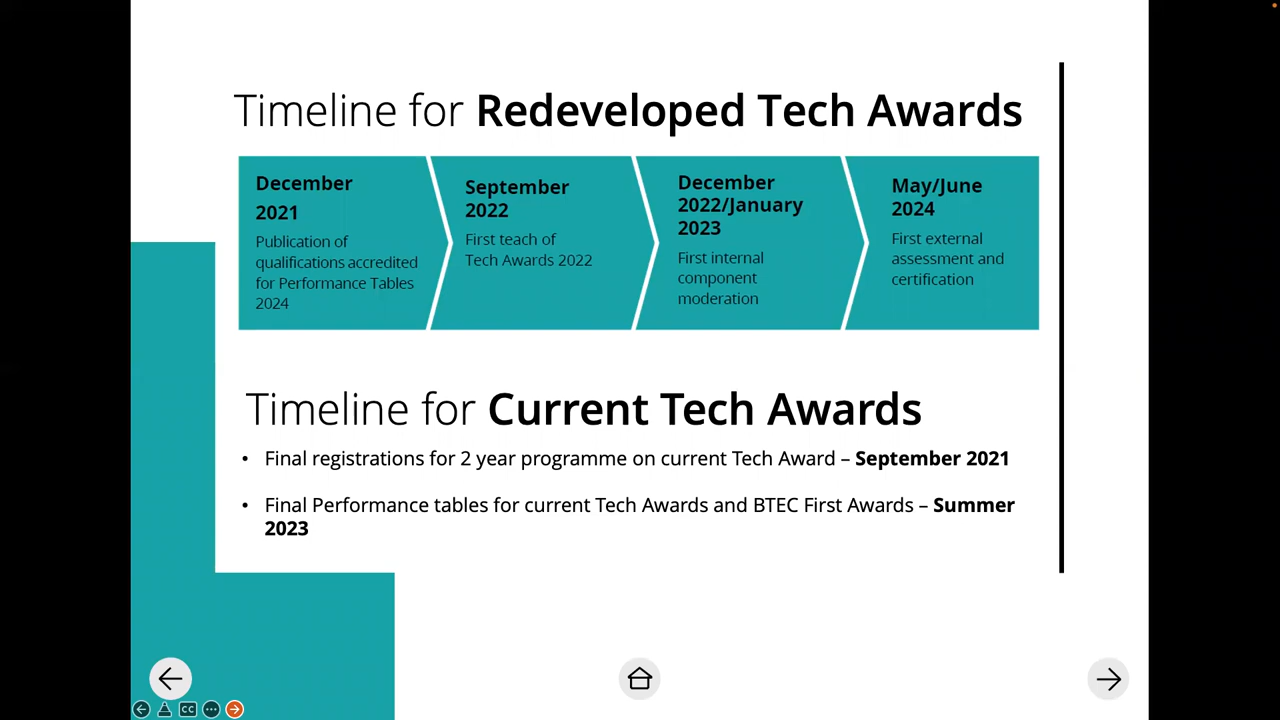 Timeline for Redeveloped Tech Awards
December
2021
Publication of
qualifications accredited
for Performance Tables
2024
September
2022
First teach of
Tech Awards 2022
December
2022/January
2023
First internal
component
moderation
May/June
2024
First external
assessment and
certification
Timeline for Current Tech Awards
• Final registrations for 2 year programme on current Tech Award – September 2021
• Final Performance tables for current Tech Awards and BTEC First Awards – Summer
2023
CC